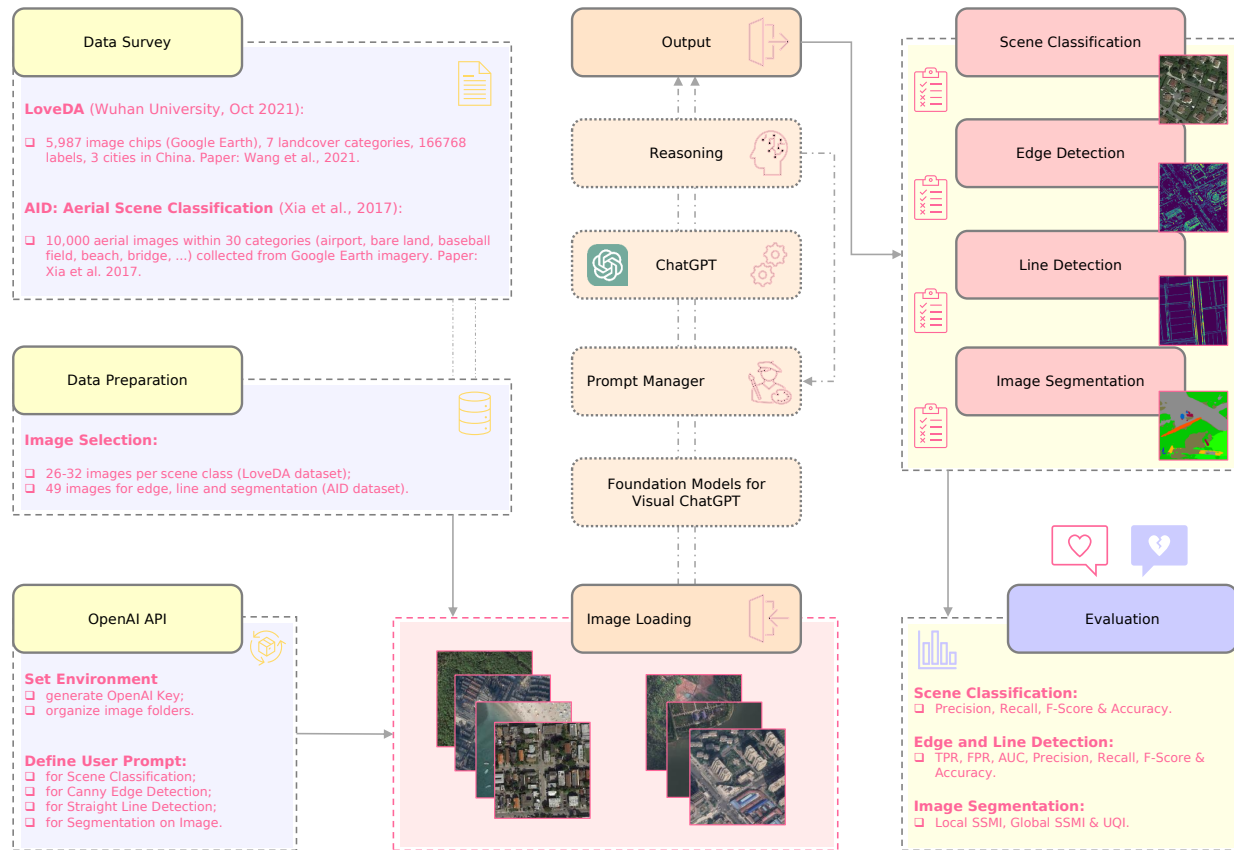 Data Survey
LoveDA (Wuhan University, Oct 2021):
❑ 5,987 image chips (Google Earth), 7 landcover categories, 166768
labels, 3 cities in China. Paper: Wang et al., 2021.
AID: Aerial Scene Classification (Xia et al., 2017):
❑ 10,000 aerial images within 30 categories (airport, bare land, baseball
field, beach, bridge, ...) collected from Google Earth imagery. Paper:
Xia et al. 2017.
Data Preparation
Image Selection:
❑ 26-32 images per scene class (LoveDA dataset);
❑ 49 images for edge, line and segmentation (AID dataset).
OpenAI API
Set Environment
❑ generate OpenAI Key;
❑ organize image folders.
Define User Prompt:
❑ for Scene Classification;
❑ for Canny Edge Detection;
❑ for Straight Line Detection;
❑ for Segmentation on Image.
Output
Reasoning
ChatGPT
Prompt Manager
Foundation Models for
Visual ChatGPT
Image Loading
Scene Classification
Edge Detection
Line Detection
Image Segmentation
Evaluation
Scene Classification:
❑ Precision, Recall, F-Score & Accuracy.
Edge and Line Detection:
❑ TPR, FPR, AUC, Precision, Recall, F-Score &
Accuracy.
Image Segmentation:
❑ Local SSMI, Global SSMI & UQI.